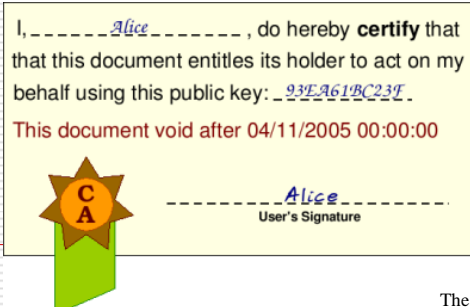 I, Alice, do hereby certify that
that this document entitles its holder to act on my
behalf using this public key: 93EA61BC23F.
This document void after 04/11/2005 00:00:00
C
A
Alice
User's Signature
The